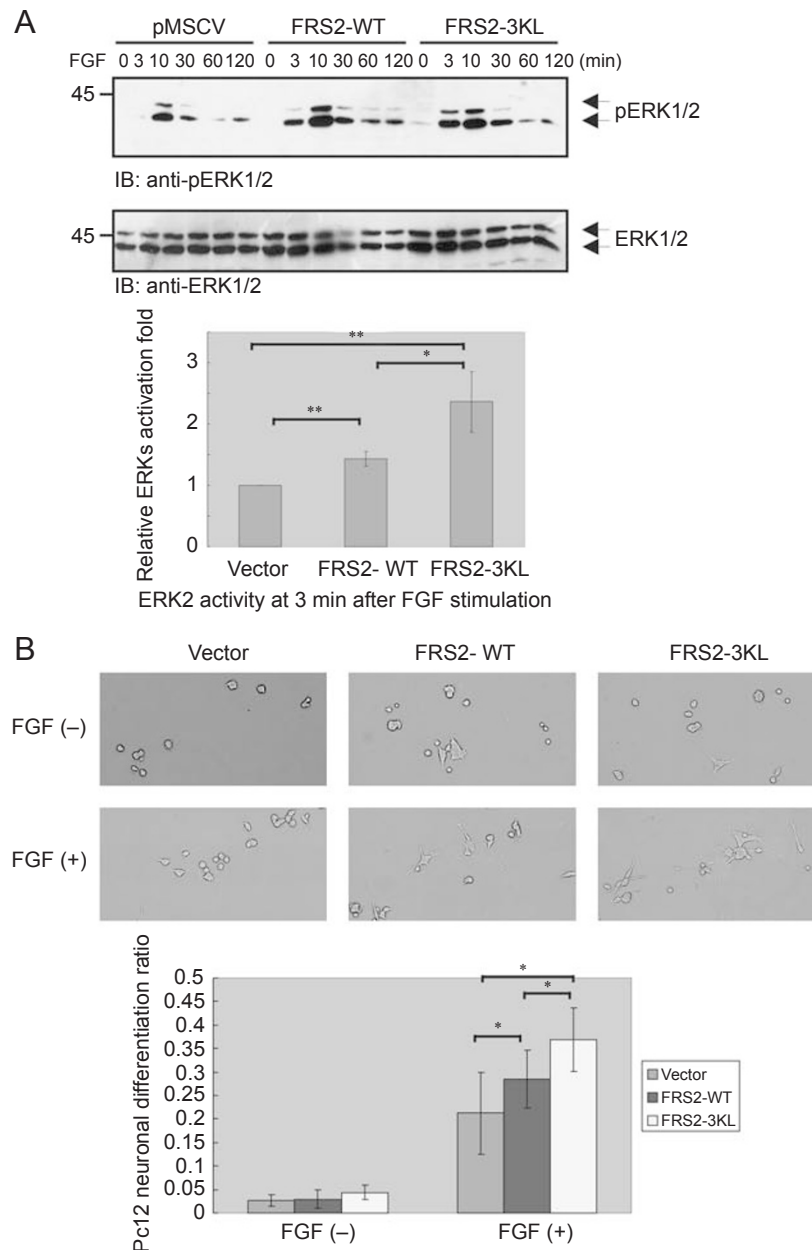 A
pMSCV FRS2-WT FRS2-3KL
FGF 0 3 10 30 60 120 0 3 10 30 60 120 0 3 10 30 60 120 (min)
45
pERK1/2
IB: anti-pERK1/2
45
ERK1/2
IB: anti-ERK1/2
Relative ERKs activation fold
3
2
1
0
** 
*
**
Vector FRS2- WT FRS2-3KL
ERK2 activity at 3 min after FGF stimulation
B
Vector FRS2- WT FRS2-3KL
FGF (–)
FGF (+)
Pc12 neuronal differentiation ratio
0.5
0.45
0.4
0.35
0.3
0.25
0.2
0.15
0.1
0.05
0
*
*
*
Vector
FRS2-WT
FRS2-3KL
FGF (–) FGF (+)